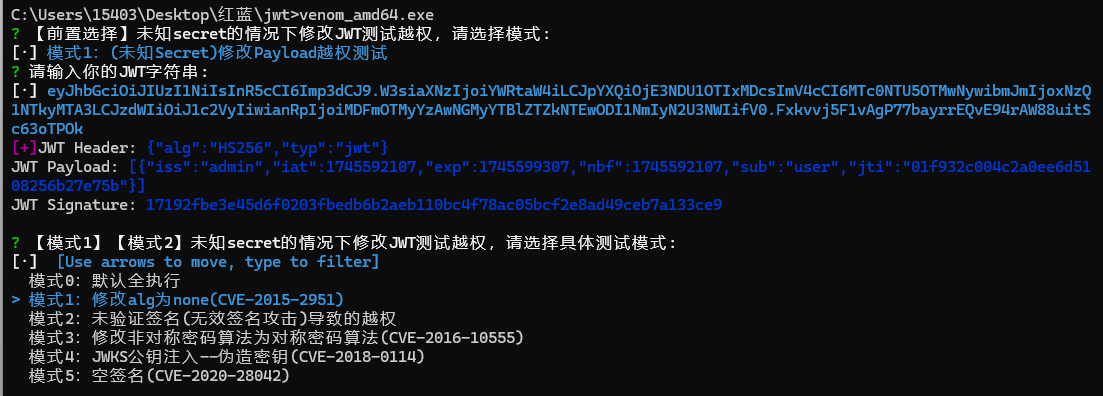 C:\Users\15403\Desktop\红蓝\jwt>venom_amd64.exe
? 【前置选择】未知secret的情况下修改JWT测试越权，请选择模式:
[·] 模式1: (未知Secret)修改Payload越权测试
? 请输入你的JWT字符串:
[·] eyJhbGciOiJIUzI1NiIsInR5cCI6Imp3dCJ9.W3siaXNzIjoiYWRtaW4iLCJpYXQiOjE3NDU1OTIxMDcsImV4cCI6MTc0NTU5OTMwNywibmJmIjoxNzQ
1NTkyMTA3LCJzdWIiOiJ1c2VyIiwianRpIjoiMDFmOTMyYzAwNGMyYTBlZTZkNTEwODI1NmIyN2U3NWIifV0.Fxkvvj5F1vAgP77bayrrEQvE94rAW88uitS
c63oTPOk
[+]JWT Header: {"alg":"HS256","typ":"jwt"}
JWT Payload: [{"iss":"admin","iat":1745592107,"exp":1745599307,"nbf":1745592107,"sub":"user","jti":"01f932c004c2a0ee6d51
08256b27e75b"}]
JWT Signature: 17192fbe3e45d6f0203fbedb6b2aeb110bc4f78ac05bcf2e8ad49ceb7a133ce9
? 【模式1】【模式2】未知secret的情况下修改JWT测试越权，请选择具体测试模式:
[·]  [Use arrows to move, type to filter]
模式0: 默认全执行
> 模式1: 修改alg为none(CVE-2015-2951)
模式2: 未验证签名(无效签名攻击)导致的越权
模式3: 修改非对称密码算法为对称密码算法(CVE-2016-10555)
模式4: JWKS公钥注入--伪造密钥(CVE-2018-0114)
模式5: 空签名(CVE-2020-28042)